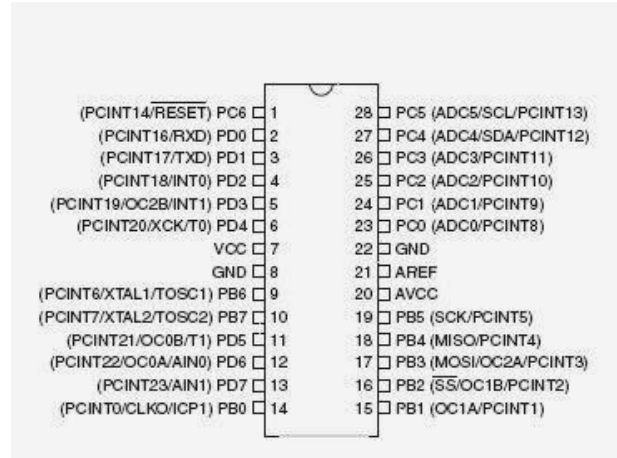 (PCINT14/RESET) PC6 1 28 PC5 (ADC5/SCL/PCINT13)
(PCINT16/RXD) PD0 2 27 PC4 (ADC4/SDA/PCINT12)
(PCINT17/TXD) PD1 3 26 PC3 (ADC3/PCINT11)
(PCINT18/INT0) PD2 4 25 PC2 (ADC2/PCINT10)
(PCINT19/OC2B/INT1) PD3 5 24 PC1 (ADC1/PCINT9)
(PCINT20/XCK/T0) PD4 6 23 PC0 (ADC0/PCINT8)
VCC 7 22 GND
GND 8 21 AREF
(PCINT6/XTAL1/TOSC1) PB6 9 20 AVCC
(PCINT7/XTAL2/TOSC2) PB7 10 19 PB5 (SCK/PCINT5)
(PCINT21/OC0B/T1) PD5 11 18 PB4 (MISO/PCINT4)
(PCINT22/OC0A/AIN0) PD6 12 17 PB3 (MOSI/OC2A/PCINT3)
(PCINT23/AIN1) PD7 13 16 PB2 (SS/OC1B/PCINT2)
(PCINT0/CLKO/ICP1) PB0 14 15 PB1 (OC1A/PCINT1)